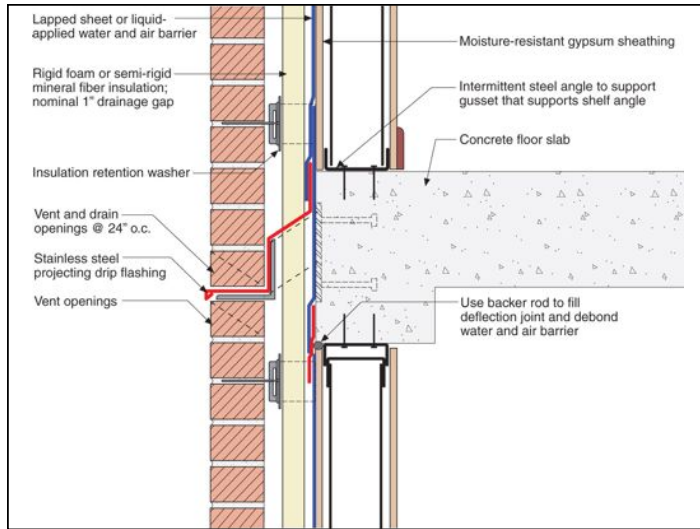 Lapped sheet or liquid-
applied water and air barrier
Rigid foam or semi-rigid
mineral fiber insulation;
nominal 1" drainage gap
Insulation retention washer
Vent and drain
openings @ 24" o.c.
Stainless steel
projecting drip flashing
Vent openings
Moisture-resistant gypsum sheathing
Intermittent steel angle to support
gusset that supports shelf angle
Concrete floor slab
Use backer rod to fill
deflection joint and debond
water and air barrier